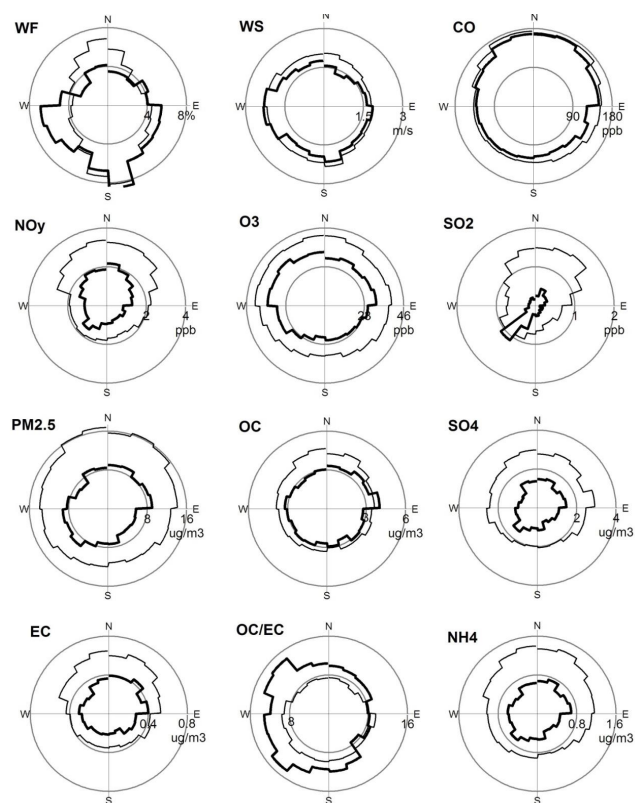 WF
N
W
E
S
4
8%
WS
N
W
E
S
1.5
3
m/s
CO
N
W
E
S
90
180
ppb
NOy
N
W
E
S
2
4
ppb
O3
N
W
E
S
23
46
ppb
SO2
N
W
E
S
1
2
ppb
PM2.5
N
W
E
S
8
16
ug/m3
OC
N
W
E
S
3
6
ug/m3
SO4
N
W
E
S
2
4
ug/m3
EC
N
W
E
S
0.4
0.8
ug/m3
OC/EC
N
W
E
S
8
16
NH4
N
W
E
S
0.8
1.6
ug/m3